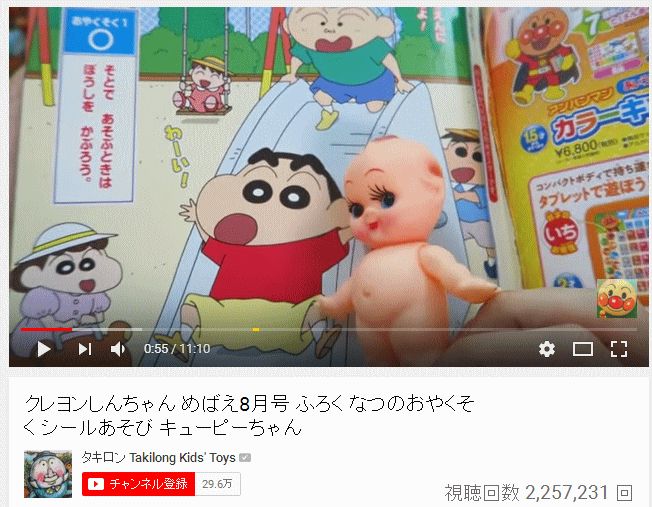 おやくそく1
そとで あそぶときは
ぼうしを かぶろう。
わーい!
よ!
7
アンパンマン
カラーキ
¥6,800
コンパクトボディで持ち運
タブレットで遊ぼう
いち
0:55 / 11:10
クレヨンしんちゃん めばえ8月号 ふろく なつのおやくそ
く シールあそび キューピーちゃん
タキロン Takilong Kids' Toys
チャンネル登録 29.6万
視聴回数 2,257,231 回